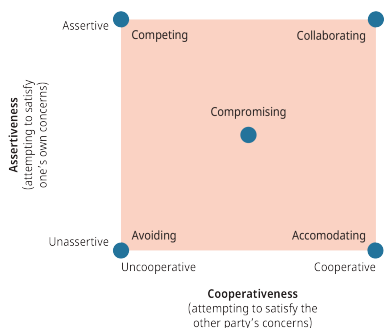 Assertive
Competing
Collaborating
Assertiveness
(attempting to satisfy
one's own concerns)
Compromising
Unassertive
Avoiding
Accomodating
Uncooperative
Cooperative
Cooperativeness
(attempting to satisfy the
other party's concerns)